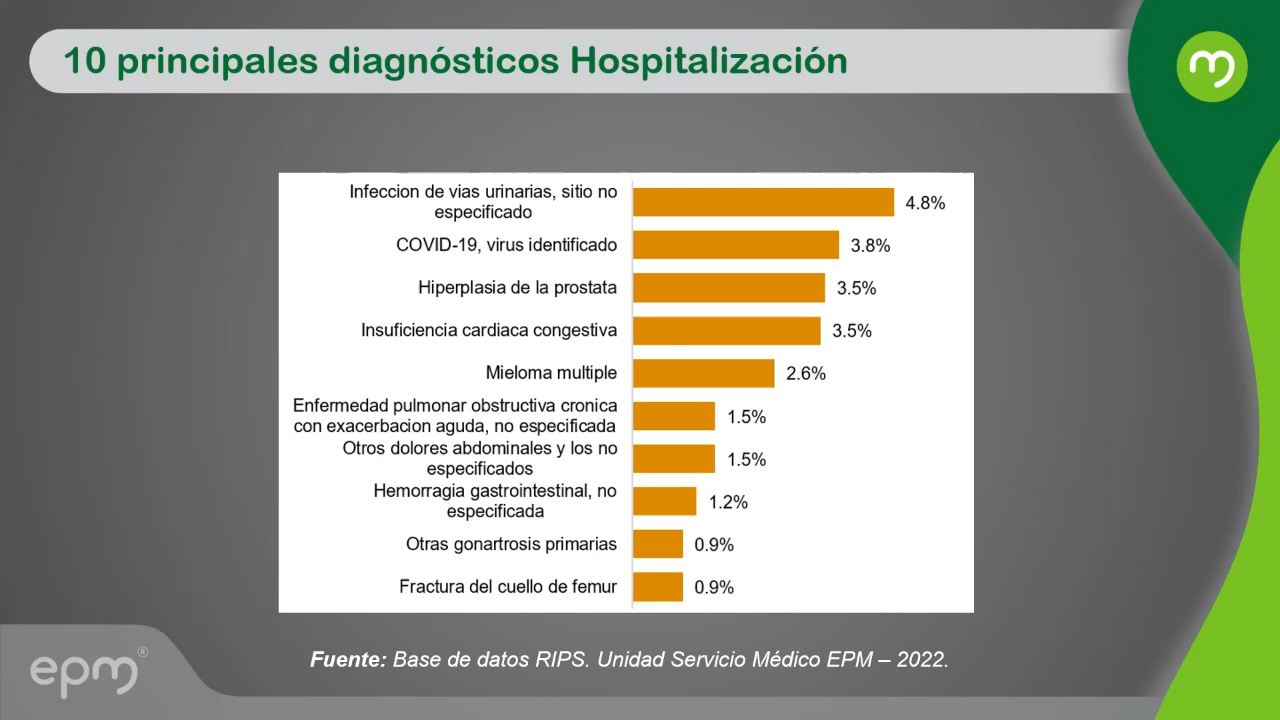 10 principales diagnósticos Hospitalización
Infeccion de vias urinarias, sitio no
especificado
4.8%
COVID-19, virus identificado
3.8%
Hiperplasia de la prostata
3.5%
Insuficiencia cardiaca congestiva
3.5%
Mieloma multiple
2.6%
Enfermedad pulmonar obstructiva cronica
con exacerbacion aguda, no especificada
1.5%
Otros dolores abdominales y los no
especificados
1.5%
Hemorragia gastrointestinal, no
especificada
1.2%
Otras gonartrosis primarias
0.9%
Fractura del cuello de femur
0.9%
Fuente: Base de datos RIPS. Unidad Servicio Médico EPM – 2022.
epm®